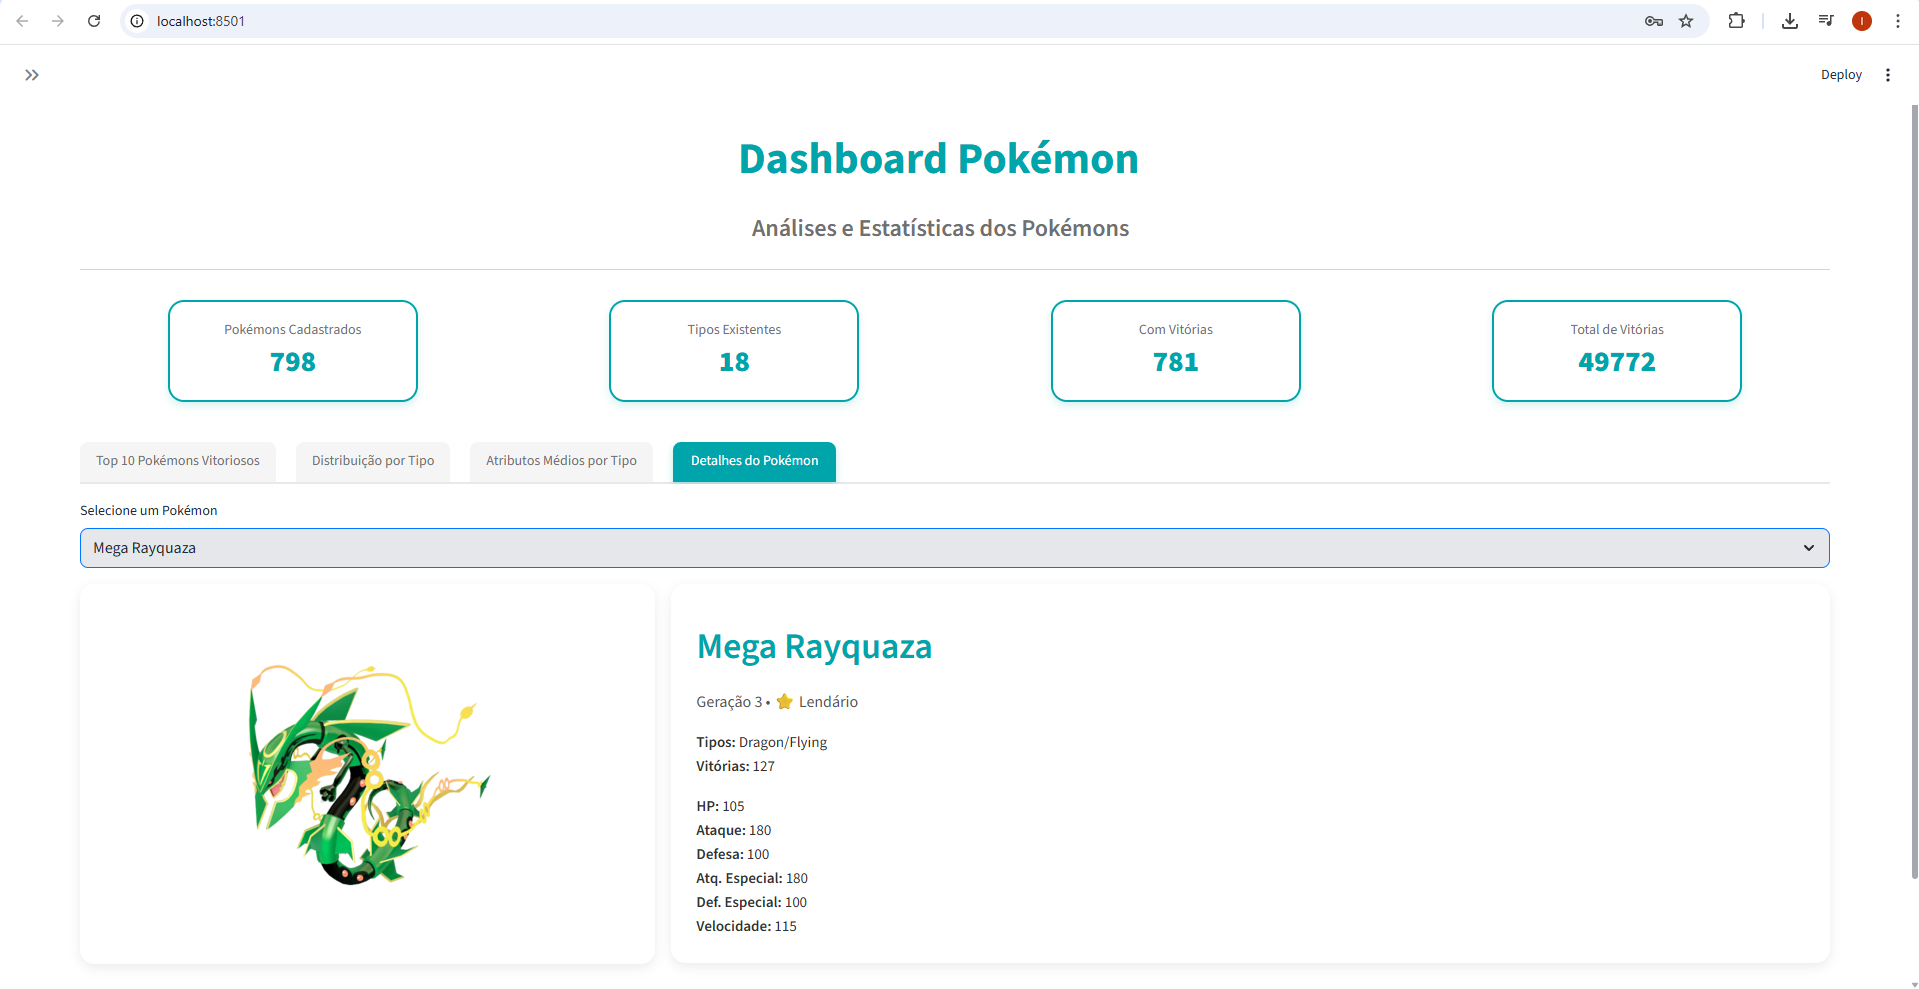 localhost:8501
I
Deploy
Dashboard Pokémon
Análises e Estatísticas dos Pokémons
Pokémons Cadastrados
798
Tipos Existentes
18
Com Vitórias
781
Total de Vitórias
49772
Top 10 Pokémons Vitoriosos
Distribuição por Tipo
Atributos Médios por Tipo
Detalhes do Pokémon
Selecione um Pokémon
Mega Rayquaza
Mega Rayquaza
Geração 3 • ⭐ Lendário
Tipos: Dragon/Flying
Vitórias: 127
HP: 105
Ataque: 180
Defesa: 100
Atq. Especial: 180
Def. Especial: 100
Velocidade: 115